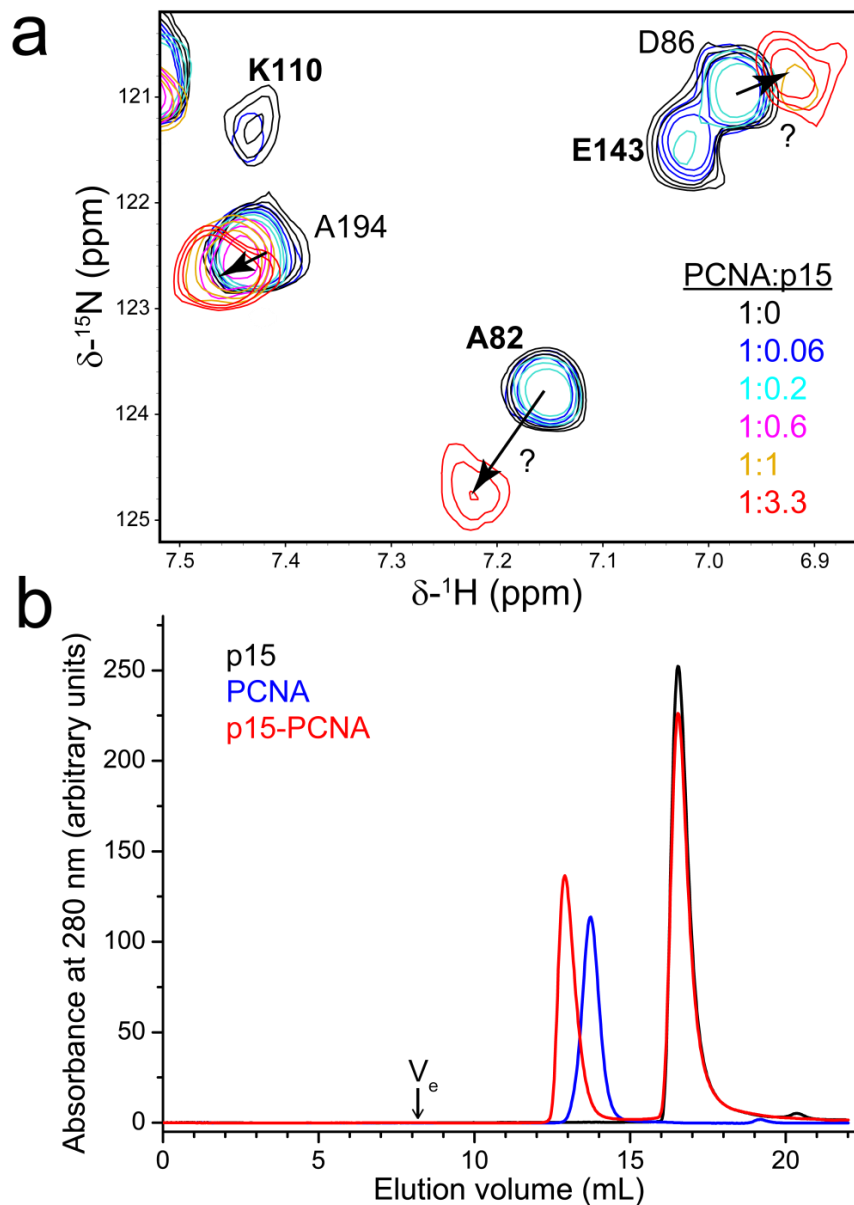 a
K110
D86
121
?
E143
122
A194
δ-¹⁵N (ppm)
PCNA:p15
1:0
123
A82
1:0.06
1:0.2
124
1:0.6
?
1:1
1:3.3
125
7.5
7.4
7.3
7.2
7.1
7.0
6.9
δ-¹H (ppm)
b
Absorbance at 280 nm (arbitrary units)
250
200
150
100
50
0
p15
PCNA
p15-PCNA
Vₑ
0
5
10
15
20
Elution volume (mL)